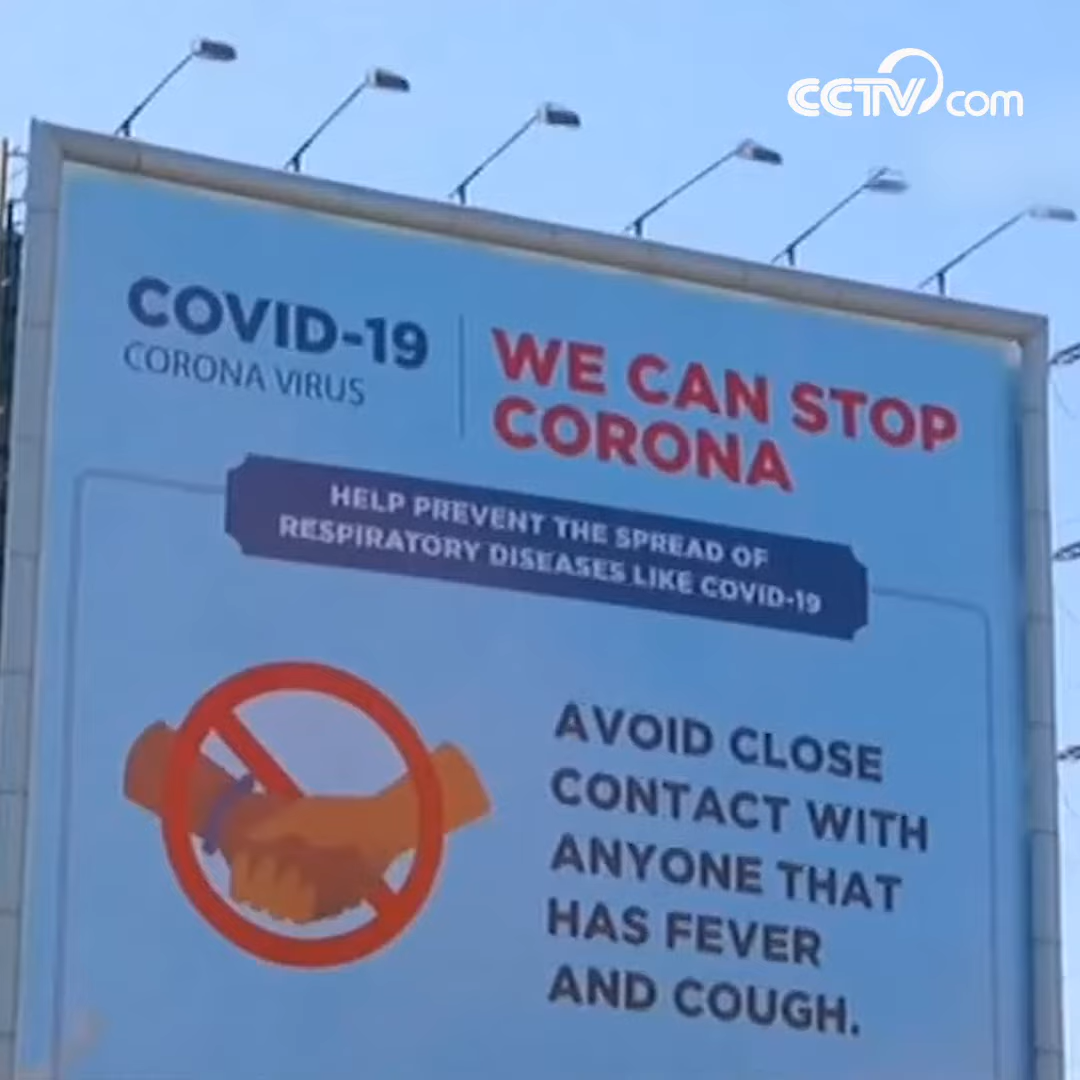 CCTV.com
COVID-19
CORONA VIRUS
WE CAN STOP
CORONA
HELP PREVENT THE SPREAD OF
RESPIRATORY DISEASES LIKE COVID-19
AVOID CLOSE
CONTACT WITH
ANYONE THAT
HAS FEVER
AND COUGH.